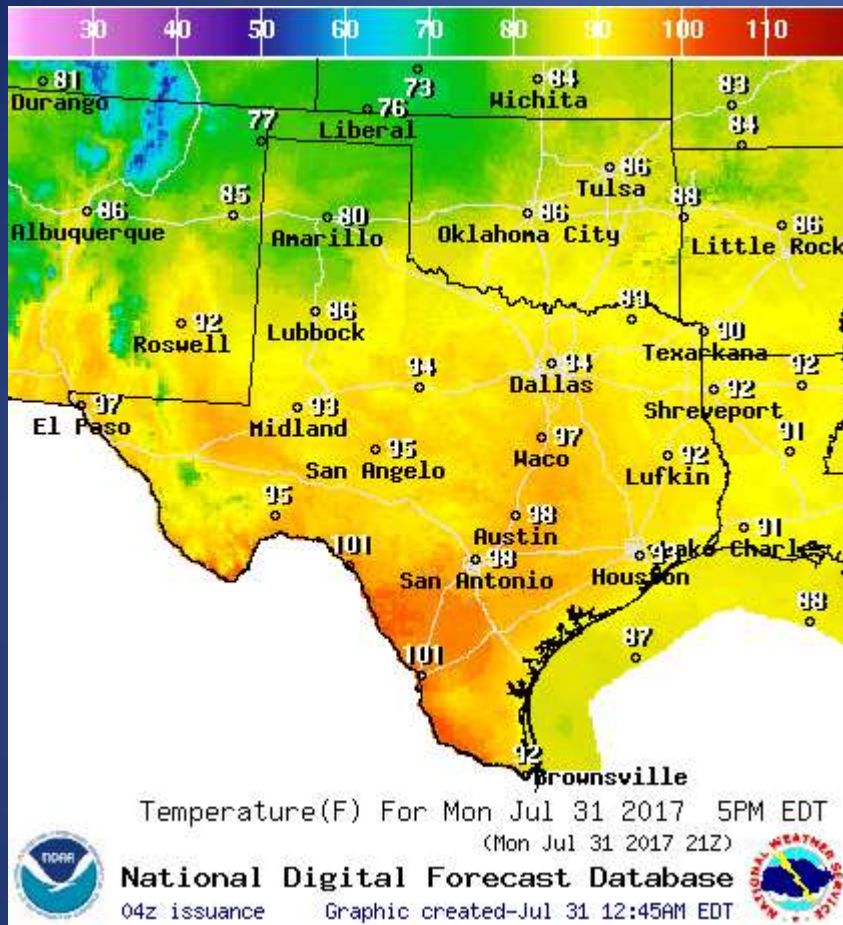 30 40 50 60 70 80 90 100 110
81
Durango
73
84
Wichita
83
76
Liberal
77
84
86
Tulsa
86
Albuquerque
85
80
Amarillo
86
Oklahoma City
88
86
Little Rock
92
Roswell
86
Lubbock
89
90
Texarkana
94
94
Dallas
92
Shreveport
92
97
El Paso
93
Midland
95
San Angelo
97
Waco
92
Lufkin
91
95
98
Austin
91
Lake Charles
101
98
San Antonio
93
Houston
88
87
101
92
Brownsville
Temperature(F) For Mon Jul 31 2017 5PM EDT
(Mon Jul 31 2017 21Z)
NOAA
National Digital Forecast Database
04z issuance Graphic created-Jul 31 12:45AM EDT
NATIONAL WEATHER SERVICE